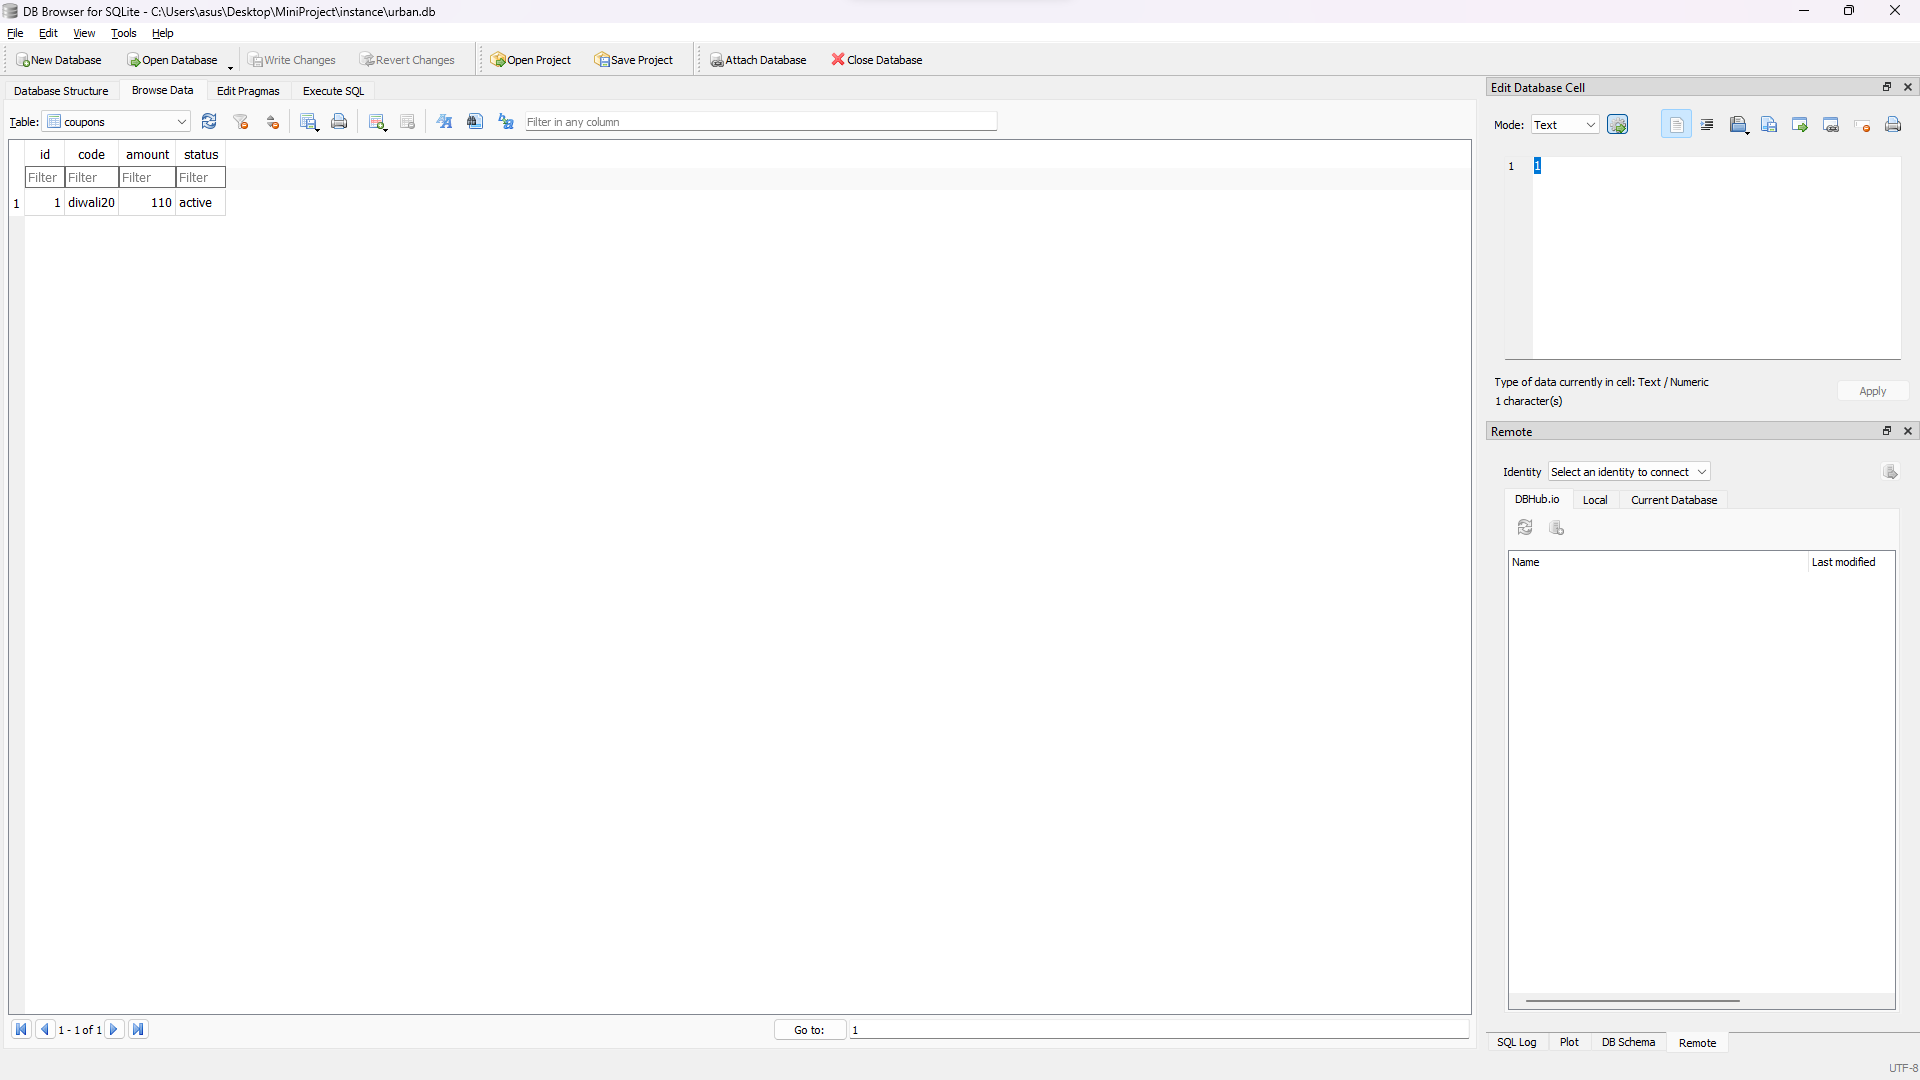 DB Browser for SQLite - C:\Users\asus\Desktop\MiniProject\instance\urban.db
File Edit View Tools Help
New Database Open Database Write Changes Revert Changes Open Project Save Project Attach Database Close Database
Database Structure Browse Data Edit Pragmas Execute SQL
Table: coupons Filter in any column
id code amount status
Filter Filter Filter Filter
1 1 diwali20 110 active
1 - 1 of 1 Go to: 1
Edit Database Cell
Mode: Text
1 1
Type of data currently in cell: Text / Numeric
1 character(s)
Apply
Remote
Identity Select an identity to connect
DBHub.io Local Current Database
Name Last modified
SQL Log Plot DB Schema Remote
UTF-8